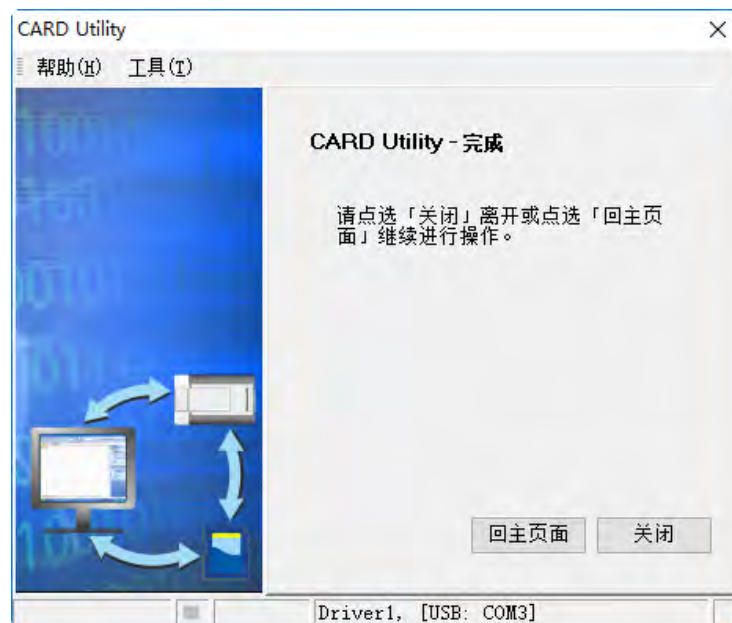 CARD Utility
帮助(H) 工具(T)
CARD Utility - 完成
请点选「关闭」离开或点选「回主页
面」继续进行操作。
回主页面 关闭
Driver1, [USB: COM3]